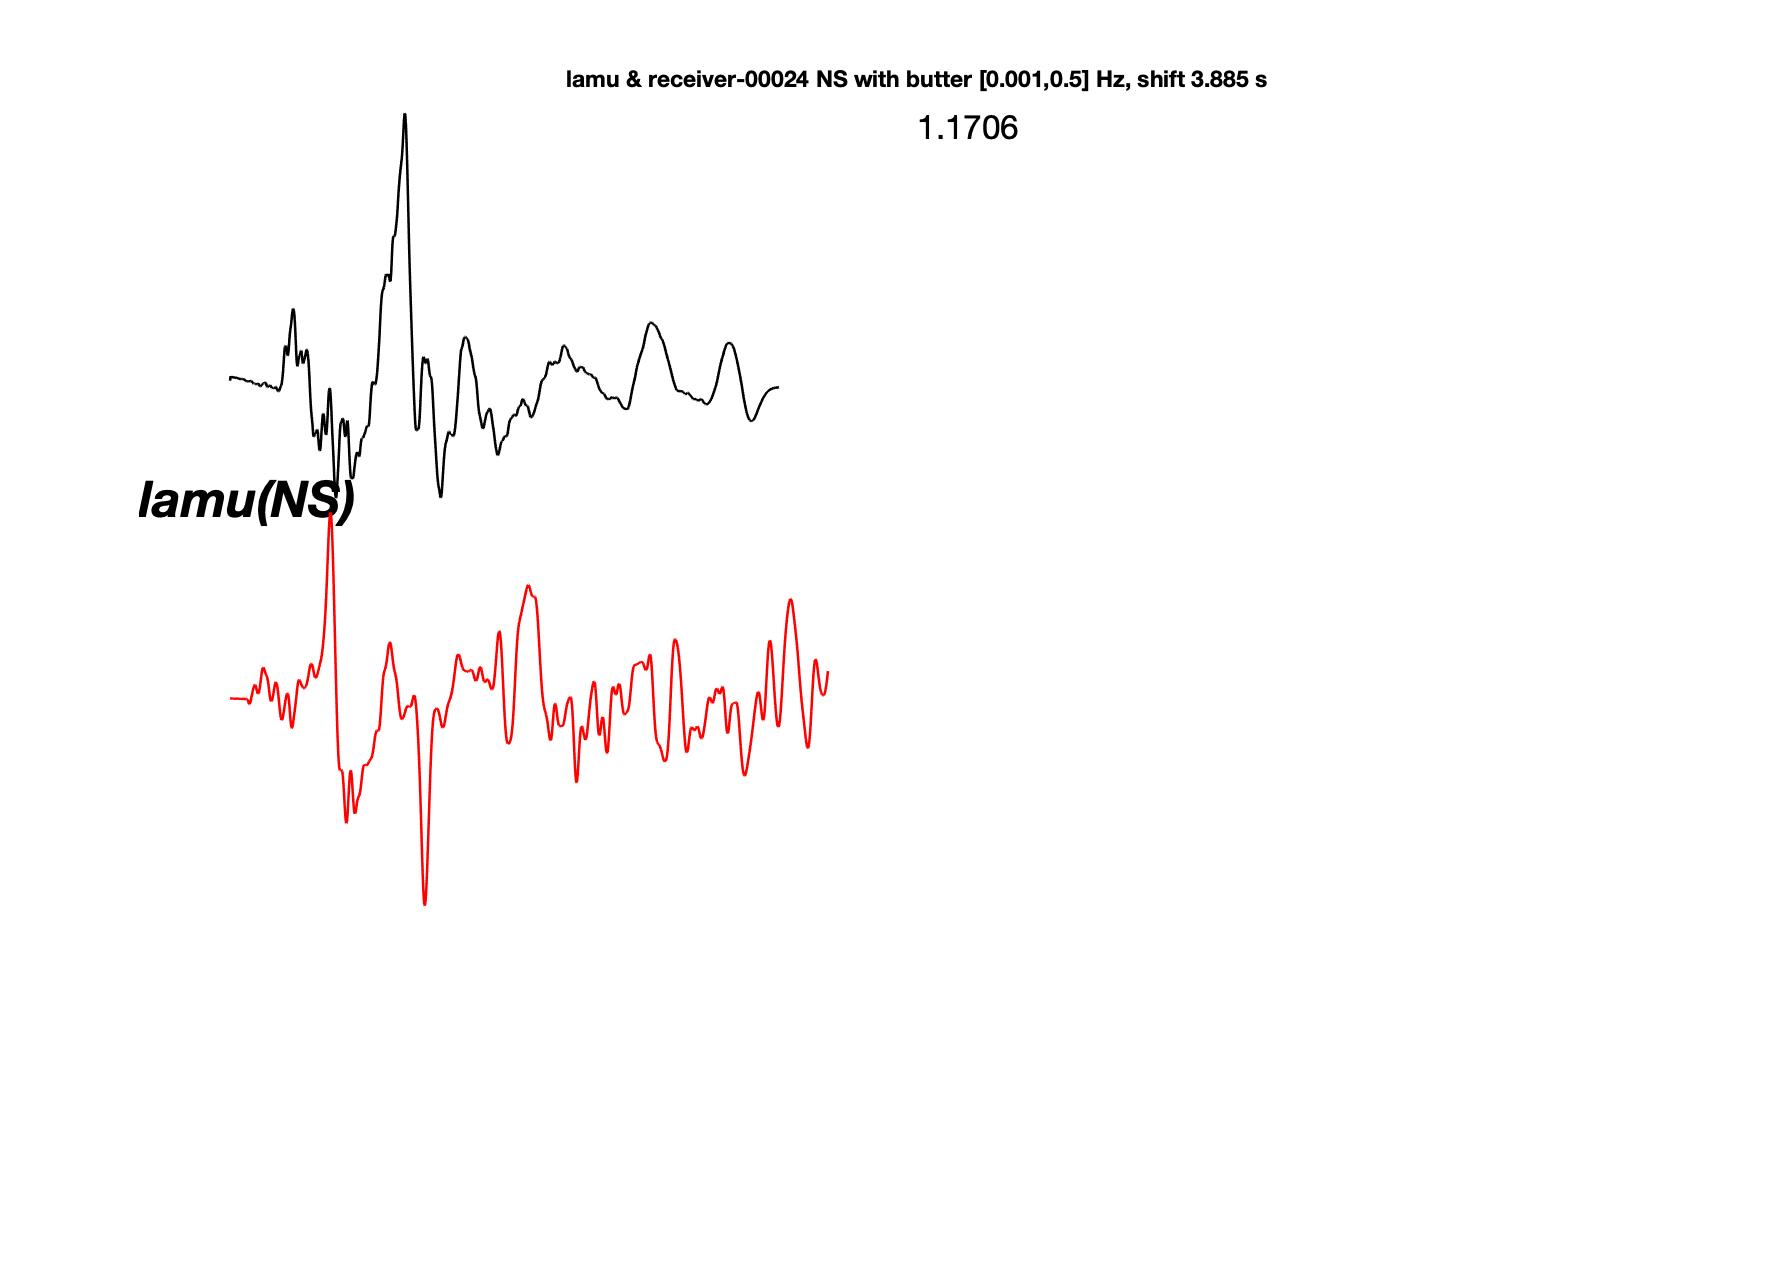 lamu & receiver-00024 NS with butter [0.001,0.5] Hz, shift 3.885 s
1.1706
lamu(NS)